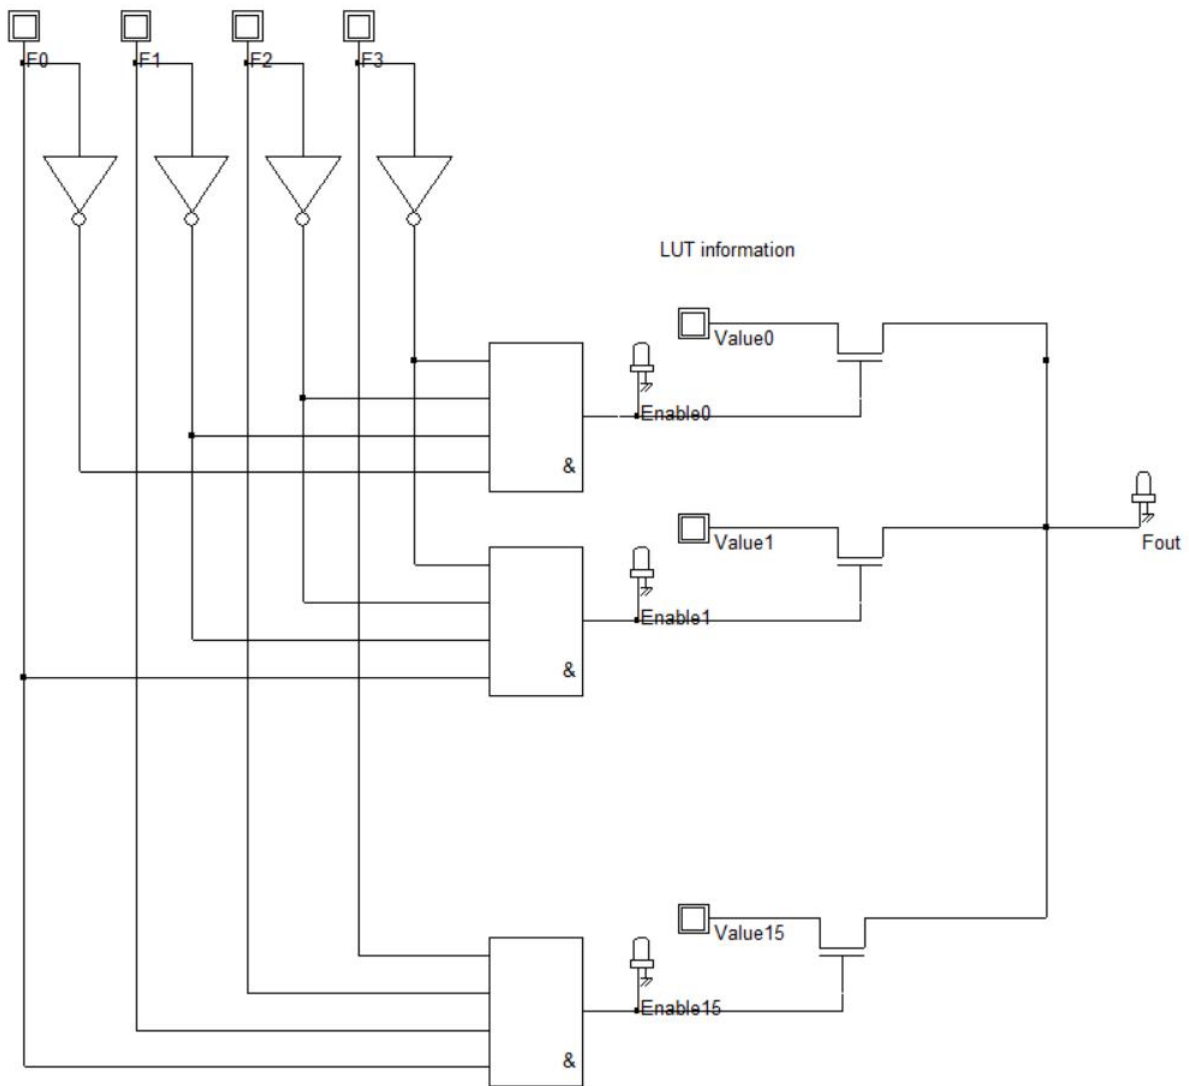 F0 F1 F2 F3
LUT information
Value0
Enable0
&
Value1
Fout
Enable1
&
Value15
Enable15
&